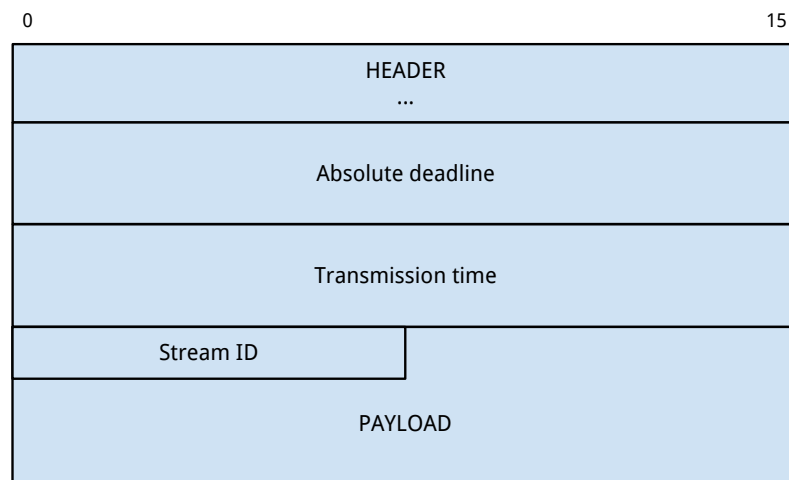 0 15
HEADER
...
Absolute deadline
Transmission time
Stream ID
PAYLOAD